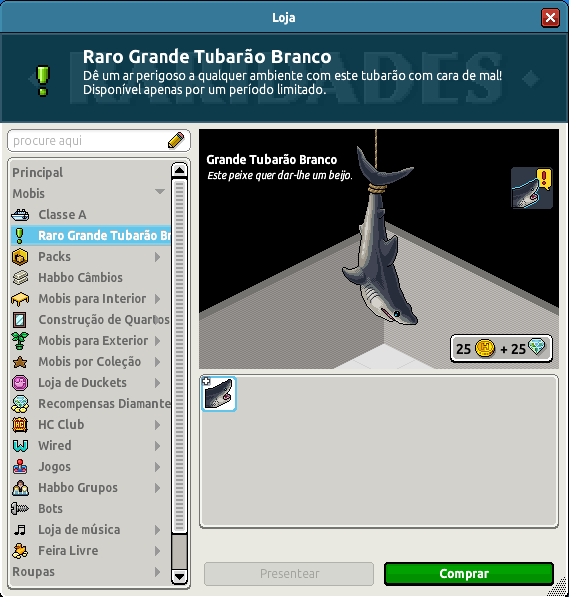 Loja
RARIDADES
Raro Grande Tubarão Branco
Dê um ar perigoso a qualquer ambiente com este tubarão com cara de mal!
Disponível apenas por um período limitado.
procure aqui
Principal
Mobis
Classe A
Raro Grande Tubarão Br
Packs
Habbo Câmbios
Mobis para Interior
Construção de Quartos
Mobis para Exterior
Mobis por Coleção
Loja de Duckets
Recompensas Diamante
HC Club
Wired
Jogos
Habbo Grupos
Bots
Loja de música
Feira Livre
Roupas
Grande Tubarão Branco
Este peixe quer dar-lhe um beijo.
25 + 25
Presentear
Comprar